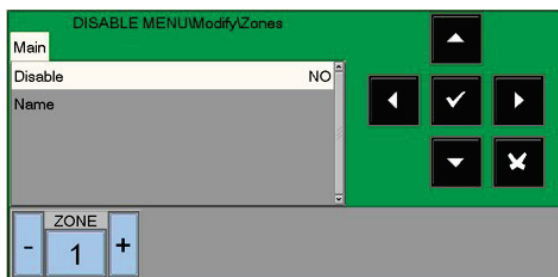 DISABLE MENU\Modify\Zones
Main
Disable NO
Name
ZONE
- 1 +